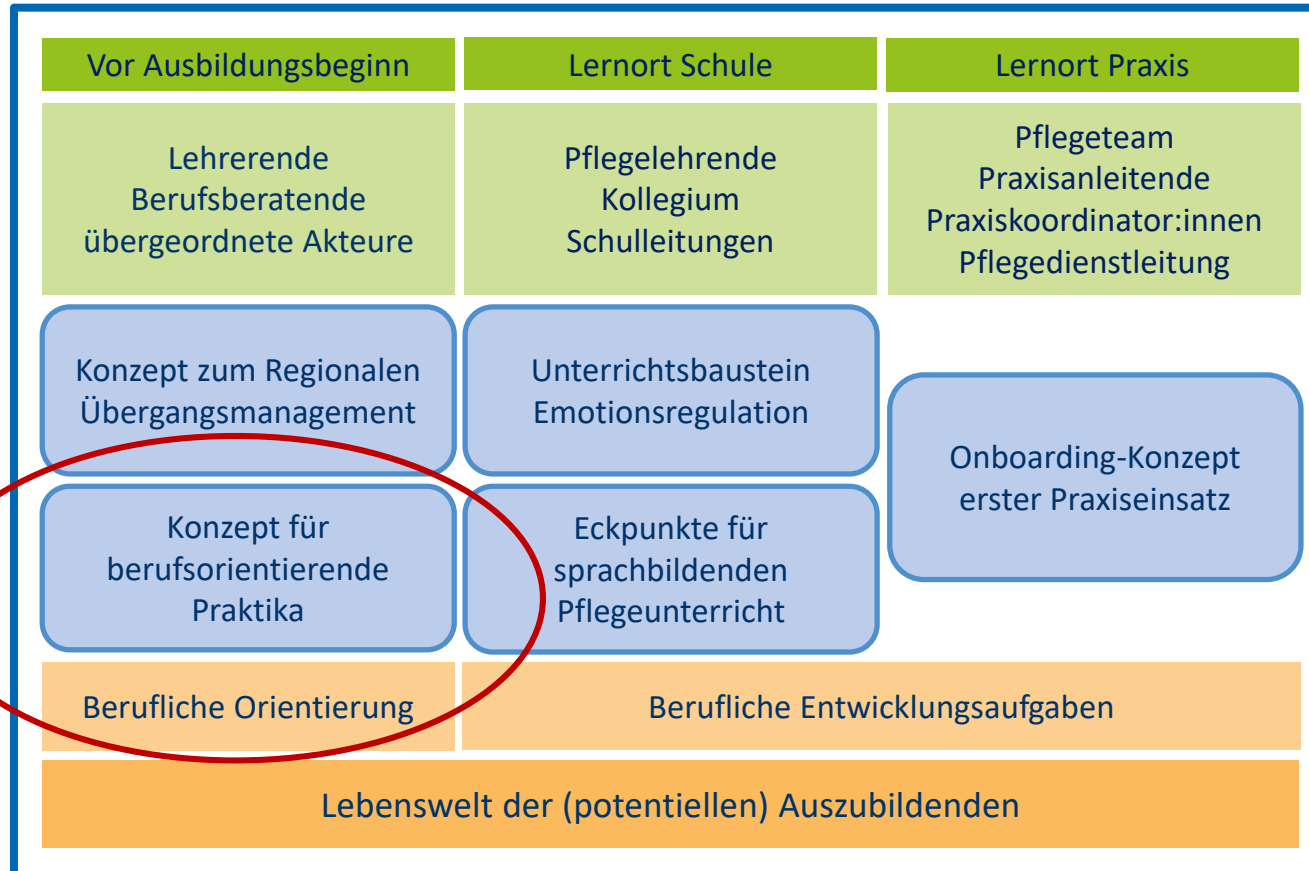 Vor Ausbildungsbeginn
Lernort Schule
Lernort Praxis
Lehrerende
Berufsberatende
übergeordnete Akteure
Pflegelehrende
Kollegium
Schulleitungen
Pflegeteam
Praxisanleitende
Praxiskoordinator:innen
Pflegedienstleitung
Konzept zum Regionalen
Übergangsmanagement
Unterrichtsbaustein
Emotionsregulation
Onboarding-Konzept
erster Praxiseinsatz
Konzept für
berufsorientierende
Praktika
Eckpunkte für
sprachbildenden
Pflegeunterricht
Berufliche Orientierung
Berufliche Entwicklungsaufgaben
Lebenswelt der (potentiellen) Auszubildenden